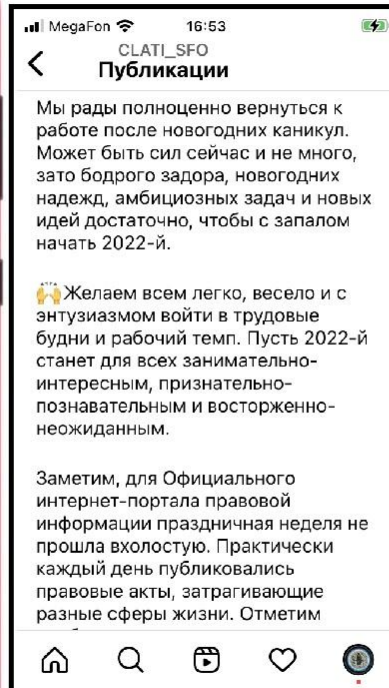 MegaFon 16:53
CLATI_SFO
Публикации
Мы рады полноценно вернуться к
работе после новогодних каникул.
Может быть сил сейчас и не много,
зато бодрого задора, новогодних
надежд, амбициозных задач и новых
идей достаточно, чтобы с запалом
начать 2022-й.
🙌Желаем всем легко, весело и с
энтузиазмом войти в трудовые
будни и рабочий темп. Пусть 2022-й
станет для всех занимательно-
интересным, признательно-
познавательным и восторженно-
неожиданным.
Заметим, для Официального
интернет-портала правовой
информации праздничная неделя не
прошла вхолостую. Практически
каждый день публиковались
правовые акты, затрагивающие
разные сферы жизни. Отметим